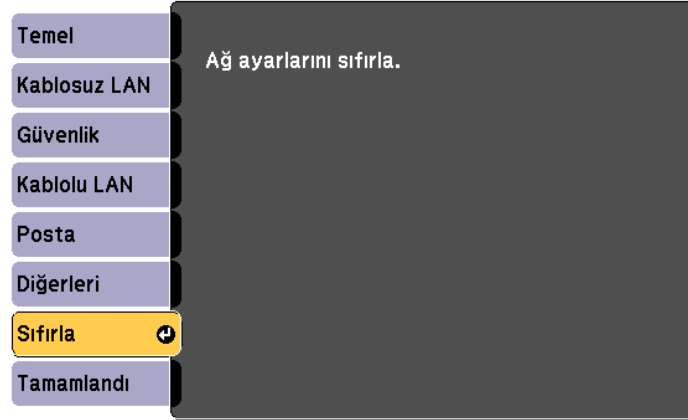 Temel
Kablosuz LAN
Güvenlik
Kablolu LAN
Posta
Diğerleri
Sıfırla
Tamamlandı
Ağ ayarlarını sıfırla.